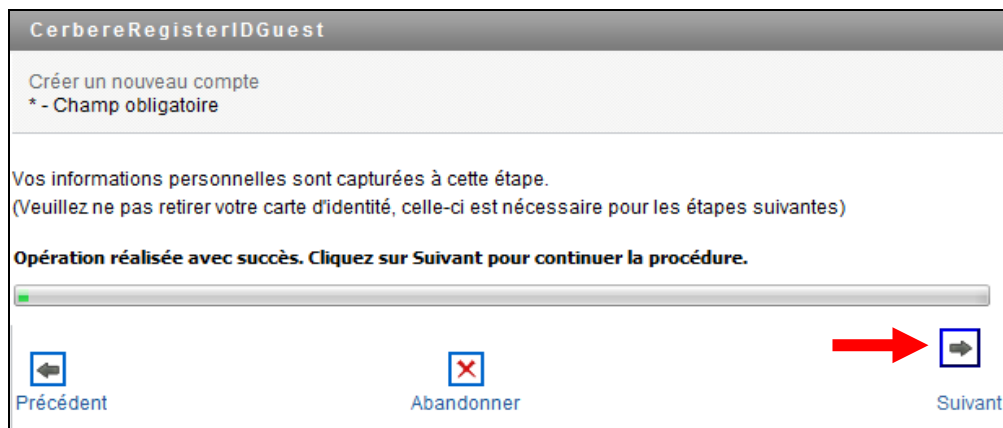 CerbereRegisterIDGuest
Créer un nouveau compte
* - Champ obligatoire
Vos informations personnelles sont capturées à cette étape.
(Veuillez ne pas retirer votre carte d'identité, celle-ci est nécessaire pour les étapes suivantes)
Opération réalisée avec succès. Cliquez sur Suivant pour continuer la procédure.
Précédent Abandonner Suivant